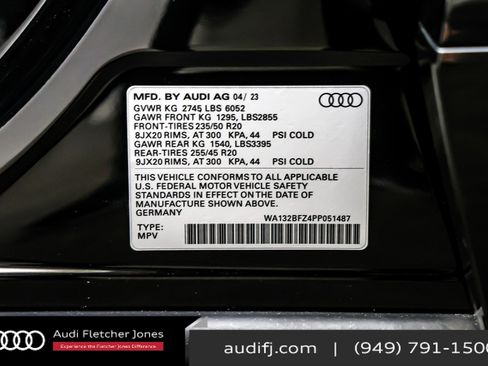 MFD. BY AUDI AG 04/ 23
GVWR KG 2745 LBS 6052
GAWR FRONT KG 1295, LBS2855
FRONT-TIRES 235/50 R20
8JX20 RIMS, AT 300 KPA, 44 PSI COLD
GAWR REAR KG 1540, LBS3395
REAR-TIRES 255/45 R20
9JX20 RIMS, AT 300 KPA, 44 PSI COLD
THIS VEHICLE CONFORMS TO ALL APPLICABLE
U.S. FEDERAL MOTOR VEHICLE SAFETY
STANDARDS IN EFFECT ON THE DATE OF
MANUFACTURE SHOWN ABOVE.
GERMANY
WA132BFZ4PP051487
TYPE:
MPV
Audi Fletcher Jones
Experience the Fletcher Jones Difference.
audifj.com | (949) 791-150